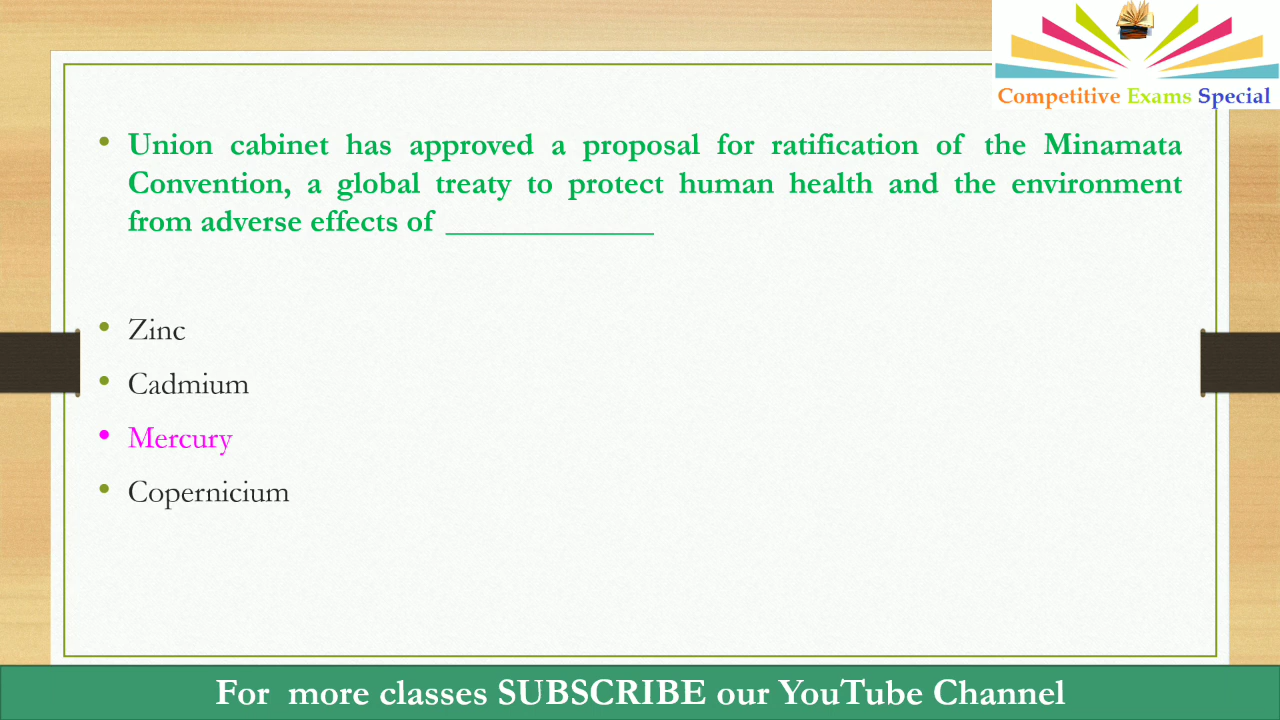 Competitive Exams Special
• Union cabinet has approved a proposal for ratification of the Minamata
Convention, a global treaty to protect human health and the environment
from adverse effects of _____________
• Zinc
• Cadmium
• Mercury
• Copernicium
For more classes SUBSCRIBE our YouTube Channel